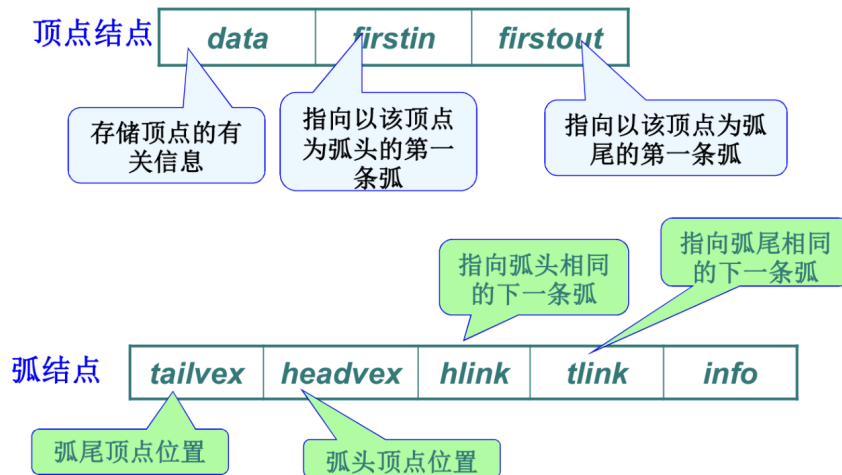 顶点结点 data firstin firstout
存储顶点的有
关信息
指向以该顶点
为弧头的第一
条弧
指向以该顶点为弧
尾的第一条弧
指向弧头相同
的下一条弧
指向弧尾相同
的下一条弧
弧结点 tailvex headvex hlink tlink info
弧尾顶点位置
弧头顶点位置